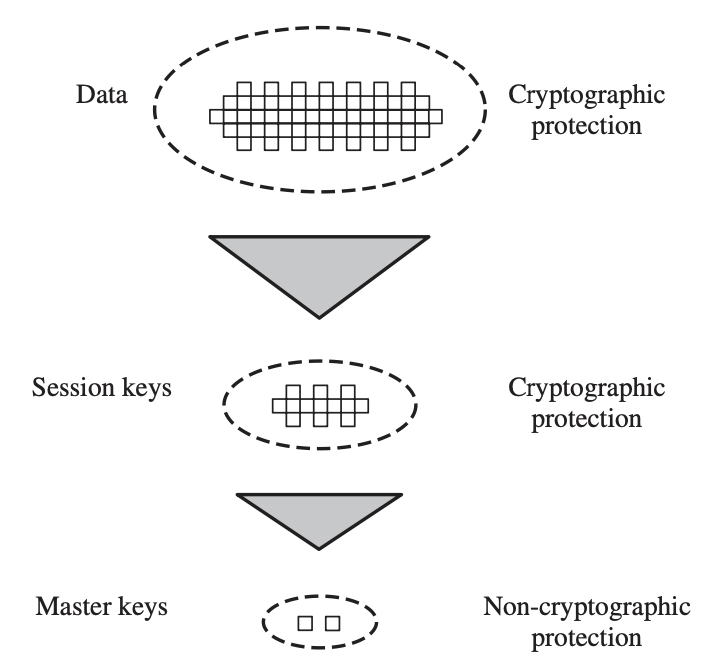 Data
Cryptographic
protection
Session keys
Cryptographic
protection
Master keys
Non-cryptographic
protection